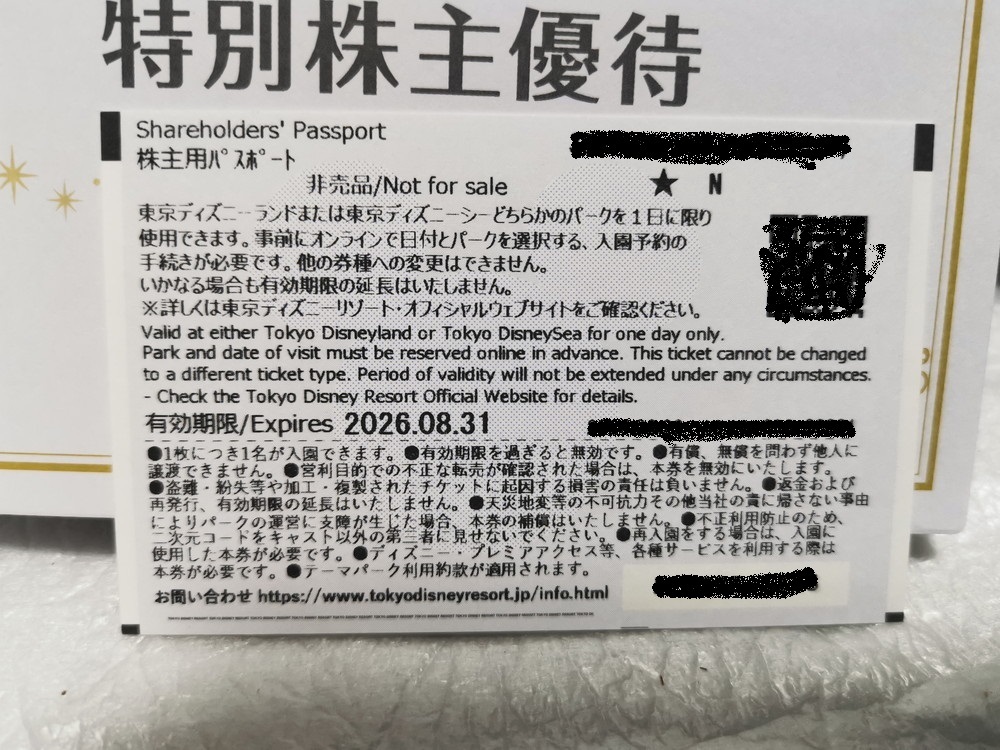 特別株主優待
Shareholders' Passport
株主用パスポート
非売品/Not for sale
★ N
東京ディズニーランドまたは東京ディズニーシーどちらかのパークを1日に限り
使用できます。事前にオンラインで日付とパークを選択する、入園予約の
手続きが必要です。他の券種への変更はできません。
いかなる場合も有効期限の延長はいたしません。
※詳しくは東京ディズニーリゾート・オフィシャルウェブサイトをご確認ください。
Valid at either Tokyo Disneyland or Tokyo DisneySea for one day only.
Park and date of visit must be reserved online in advance. This ticket cannot be changed
to a different ticket type. Period of validity will not be extended under any circumstances.
- Check the Tokyo Disney Resort Official Website for details.
有効期限/Expires 2026.08.31
●1枚につき1名が入園できます。●有効期限を過ぎると無効です。●有償、無償を問わず他人に
譲渡できません。●営利目的での不正な転売が確認された場合は、本券を無効にいたします。
●盗難・紛失等や加工・複製されたチケットに起因する損害の責任は負いません。●返金および
再発行、有効期限の延長はいたしません。●天災地変等の不可抗力その他当社の責に帰さない事由
によりパークの運営に支障が生じた場合、本券の補償はいたしません。●不正利用防止のため、
二次元コードをキャスト以外の第三者に見せないでください。●再入園をする場合は、入園に
使用した本券が必要です。●ディズニー・プレミアアクセス等、各種サービスを利用する際は
本券が必要です。●テーマパーク利用約款が適用されます。
お問い合わせ https://www.tokyodisneyresort.jp/info.html